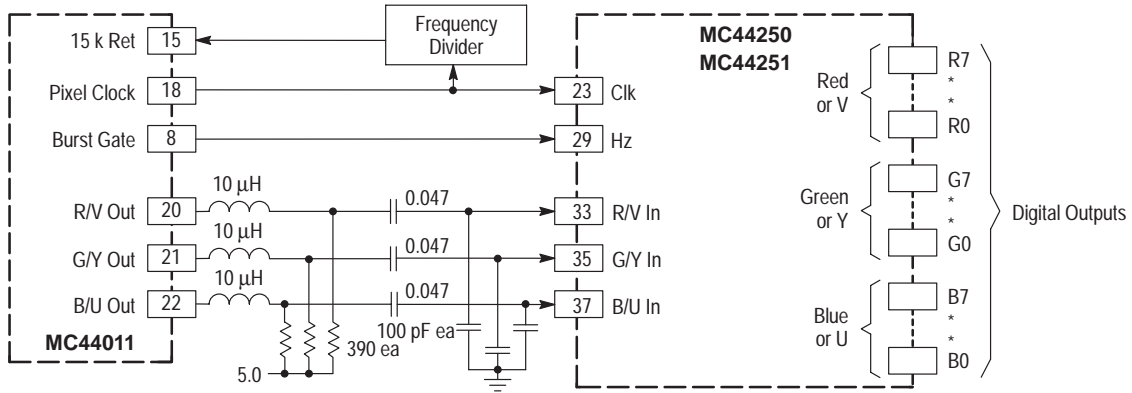 15 k Ret
15
Frequency
Divider
MC44250
MC44251
Pixel Clock
18
23
Clk
Burst Gate
8
29
Hz
R/V Out
20
10 μH
0.047
33
R/V In
G/Y Out
21
10 μH
0.047
35
G/Y In
B/U Out
22
10 μH
0.047
37
B/U In
MC44011
5.0
390 ea
100 pF ea
Red
or V
R7
*
*
R0
Green
or Y
G7
*
*
G0
Blue
or U
B7
*
*
B0
Digital Outputs